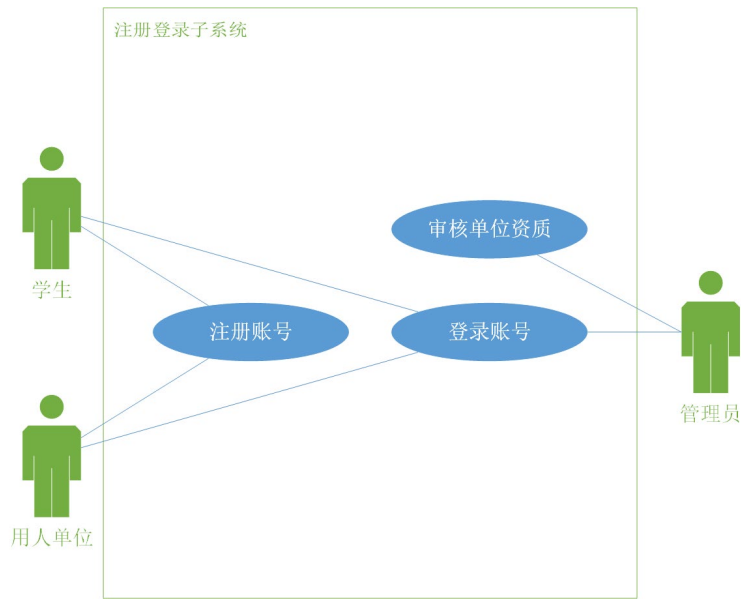 注册登录子系统
审核单位资质
学生
注册账号
登录账号
管理员
用人单位